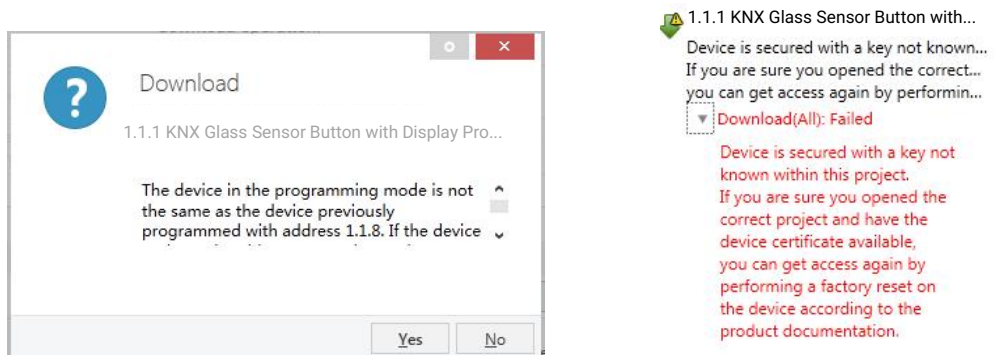 Download
1.1.1 KNX Glass Sensor Button with Display Pro...
The device in the programming mode is not
the same as the device previously
programmed with address 1.1.8. If the device
Yes
No
1.1.1 KNX Glass Sensor Button with...
Device is secured with a key not known...
If you are sure you opened the correct...
you can get access again by performin...
Download(All): Failed
Device is secured with a key not
known within this project.
If you are sure you opened the
correct project and have the
device certificate available,
you can get access again by
performing a factory reset on
the device according to the
product documentation.